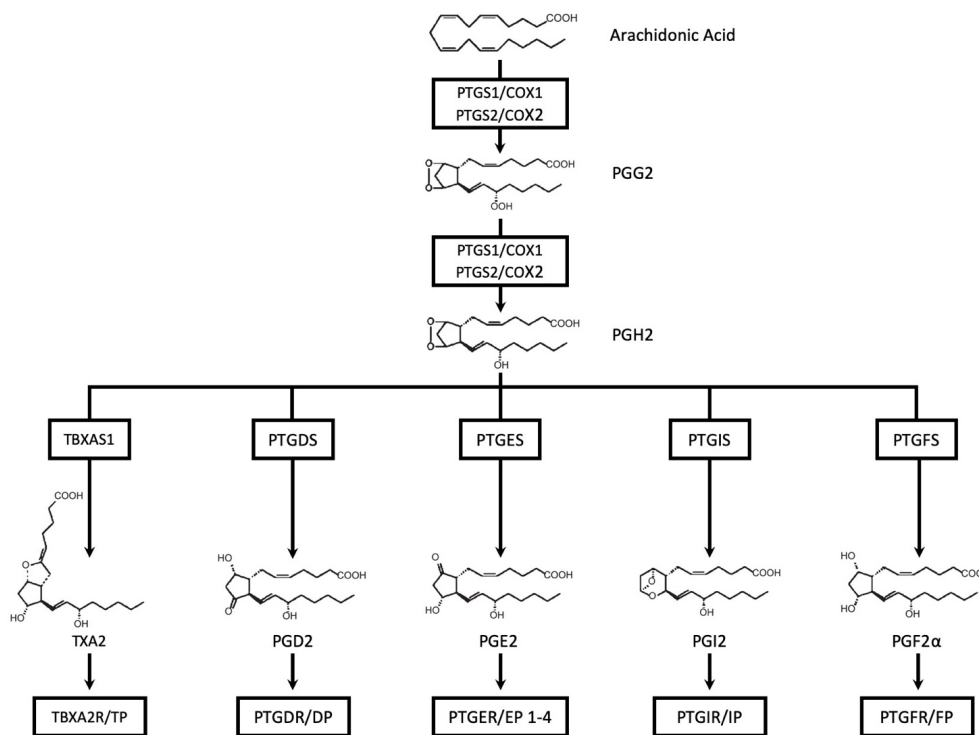 COOH
Arachidonic Acid
PTGS1/COX1
PTGS2/COX2
O
O
COOH
OOH
PGG2
PTGS1/COX1
PTGS2/COX2
O
O
COOH
OH
PGH2
TBXAS1
PTGDS
PTGES
PTGIS
PTGFS
COOH
O
HO
OH
TXA2
HO
COOH
O
OH
PGD2
O
COOH
HO
OH
PGE2
O
O
COOH
OH
PGI2
HO
COO
HO
OH
PGF2α
TBXA2R/TP
PTGDR/DP
PTGER/EP 1-4
PTGIR/IP
PTGFR/FP